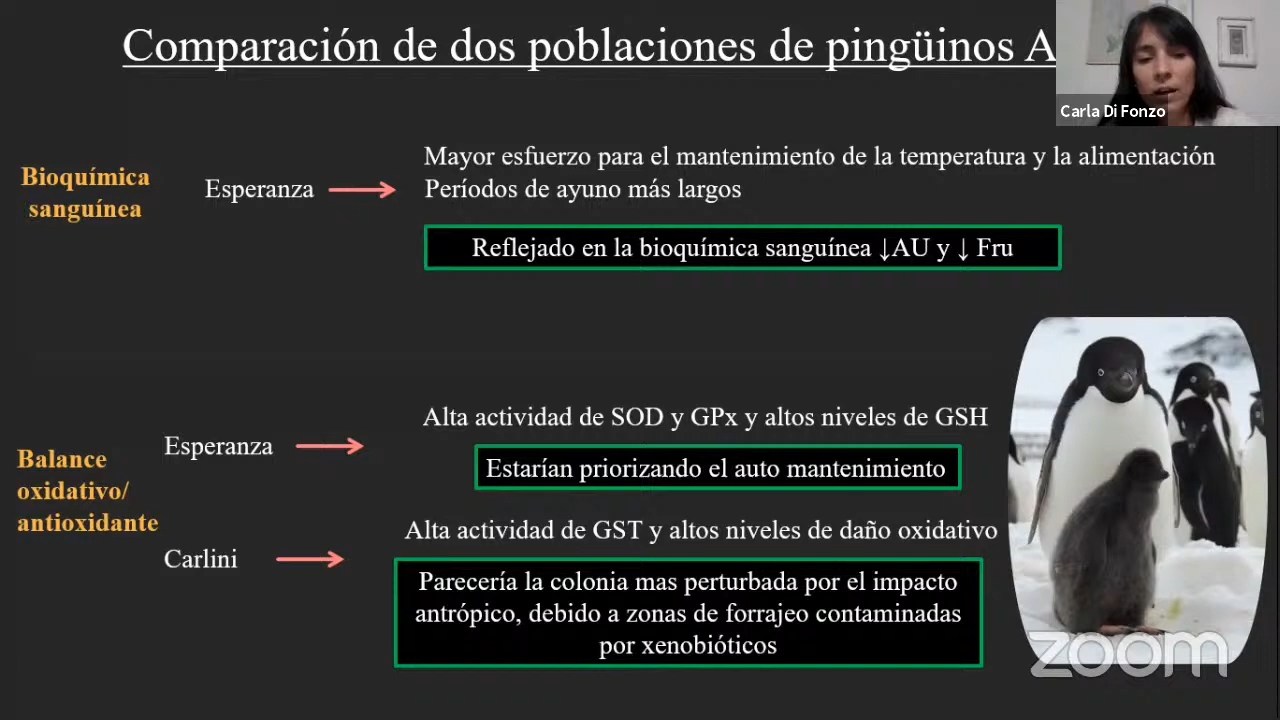 Comparación de dos poblaciones de pingüinos A
Carla Di Fonzo
Bioquímica
sanguínea
Esperanza
Mayor esfuerzo para el mantenimiento de la temperatura y la alimentación
Períodos de ayuno más largos
Reflejado en la bioquímica sanguínea ↓AU y ↓ Fru
Balance
oxidativo/
antioxidante
Esperanza
Alta actividad de SOD y GPx y altos niveles de GSH
Estarían priorizando el auto mantenimiento
Carlini
Alta actividad de GST y altos niveles de daño oxidativo
Parecería la colonia mas perturbada por el impacto
antrópico, debido a zonas de forrajeo contaminadas
por xenobióticos
zoom